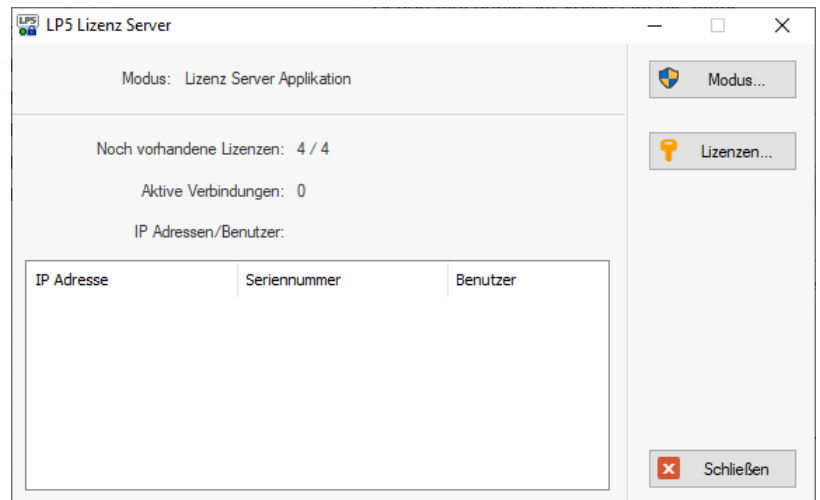 LP5 Lizenz Server
Modus: Lizenz Server Applikation
Modus...
Noch vorhandene Lizenzen: 4 / 4
Lizenzen...
Aktive Verbindungen: 0
IP Adressen/Benutzer:
IP Adresse Seriennummer Benutzer
Schließen